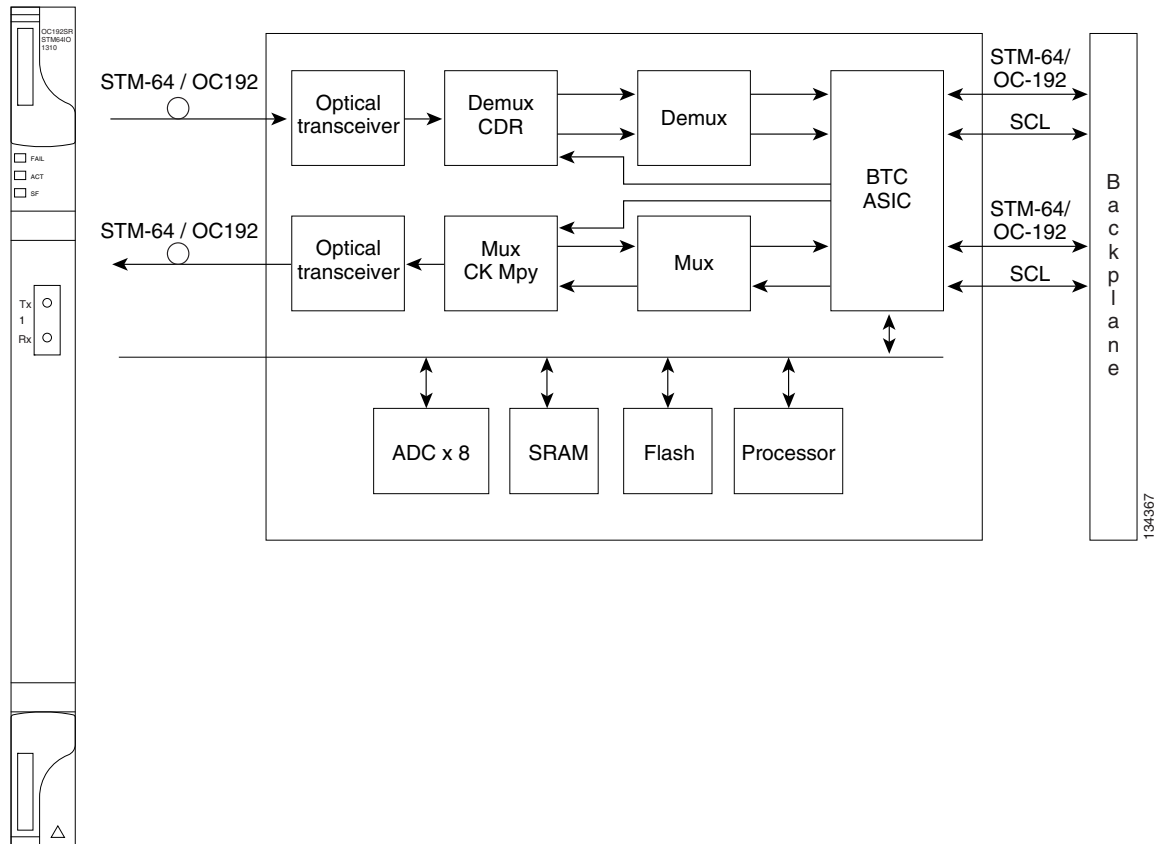 OC192SR
STM64IO
1310
FAIL
ACT
SF
Tx
1
Rx
STM-64 / OC192
Optical
transceiver
Demux
CDR
Demux
BTC
ASIC
STM-64/
OC-192
SCL
STM-64 / OC192
Optical
transceiver
Mux
CK Mpy
Mux
STM-64/
OC-192
SCL
ADC x 8
SRAM
Flash
Processor
Backplane
134367